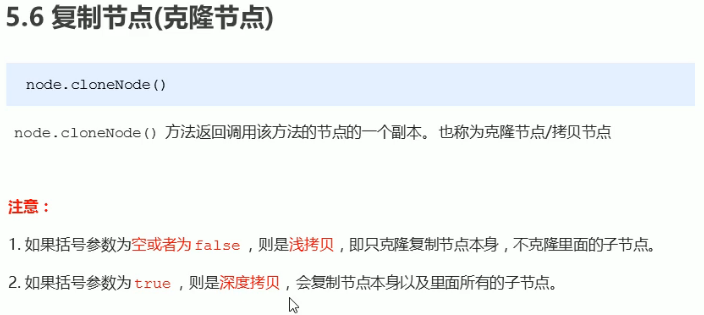 5.6 复制节点(克隆节点)
node.cloneNode()
node.cloneNode() 方法返回调用该方法的节点的一个副本。 也称为克隆节点/拷贝节点
注意：
1. 如果括号参数为空或者为 false ，则是浅拷贝，即只克隆复制节点本身，不克隆里面的子节点。
2. 如果括号参数为 true ，则是深度拷贝，会复制节点本身以及里面所有的子节点。